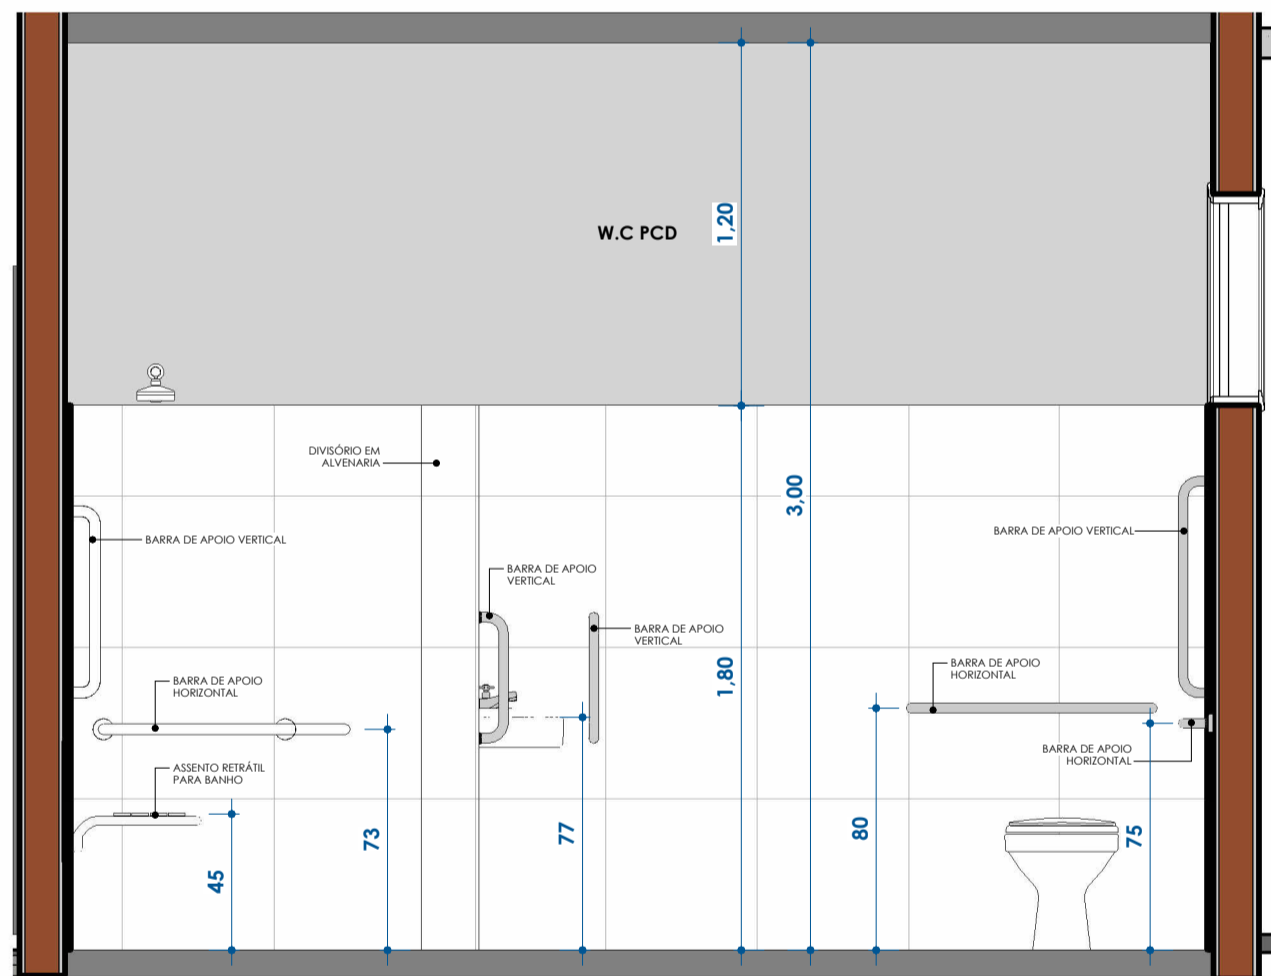 W.C PCD
1,20
DIVISÓRIO EM
ALVENARIA
3,00
BARRA DE APOIO VERTICAL
BARRA DE APOIO VERTICAL
BARRA DE APOIO
VERTICAL
BARRA DE APOIO
VERTICAL
BARRA DE APOIO
HORIZONTAL
1,80
BARRA DE APOIO
HORIZONTAL
BARRA DE APOIO
HORIZONTAL
ASSENTO RETRÁTIL
PARA BANHO
45
73
77
80
75